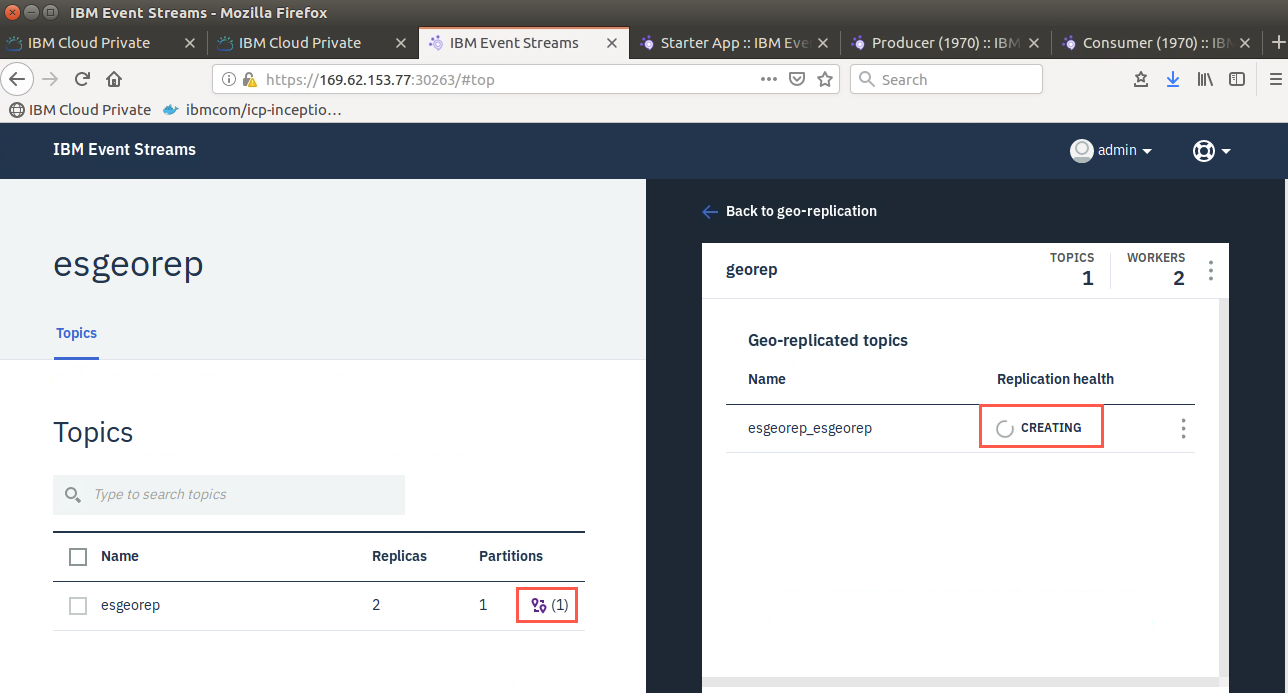 IBM Event Streams - Mozilla Firefox
IBM Cloud Private
IBM Cloud Private
IBM Event Streams
Starter App :: IBM Eve
Producer (1970) :: IBM
Consumer (1970) :: IBM
https://169.62.153.77:30263/#top
Search
IBM Cloud Private
ibmcom/icp-inceptio…
IBM Event Streams
admin
esgeorep
Topics
Topics
Type to search topics
Name Replicas Partitions
esgeorep 2 1 (1)
Back to geo-replication
georep
TOPICS
1
WORKERS
2
Geo-replicated topics
Name Replication health
esgeorep_esgeorep CREATING